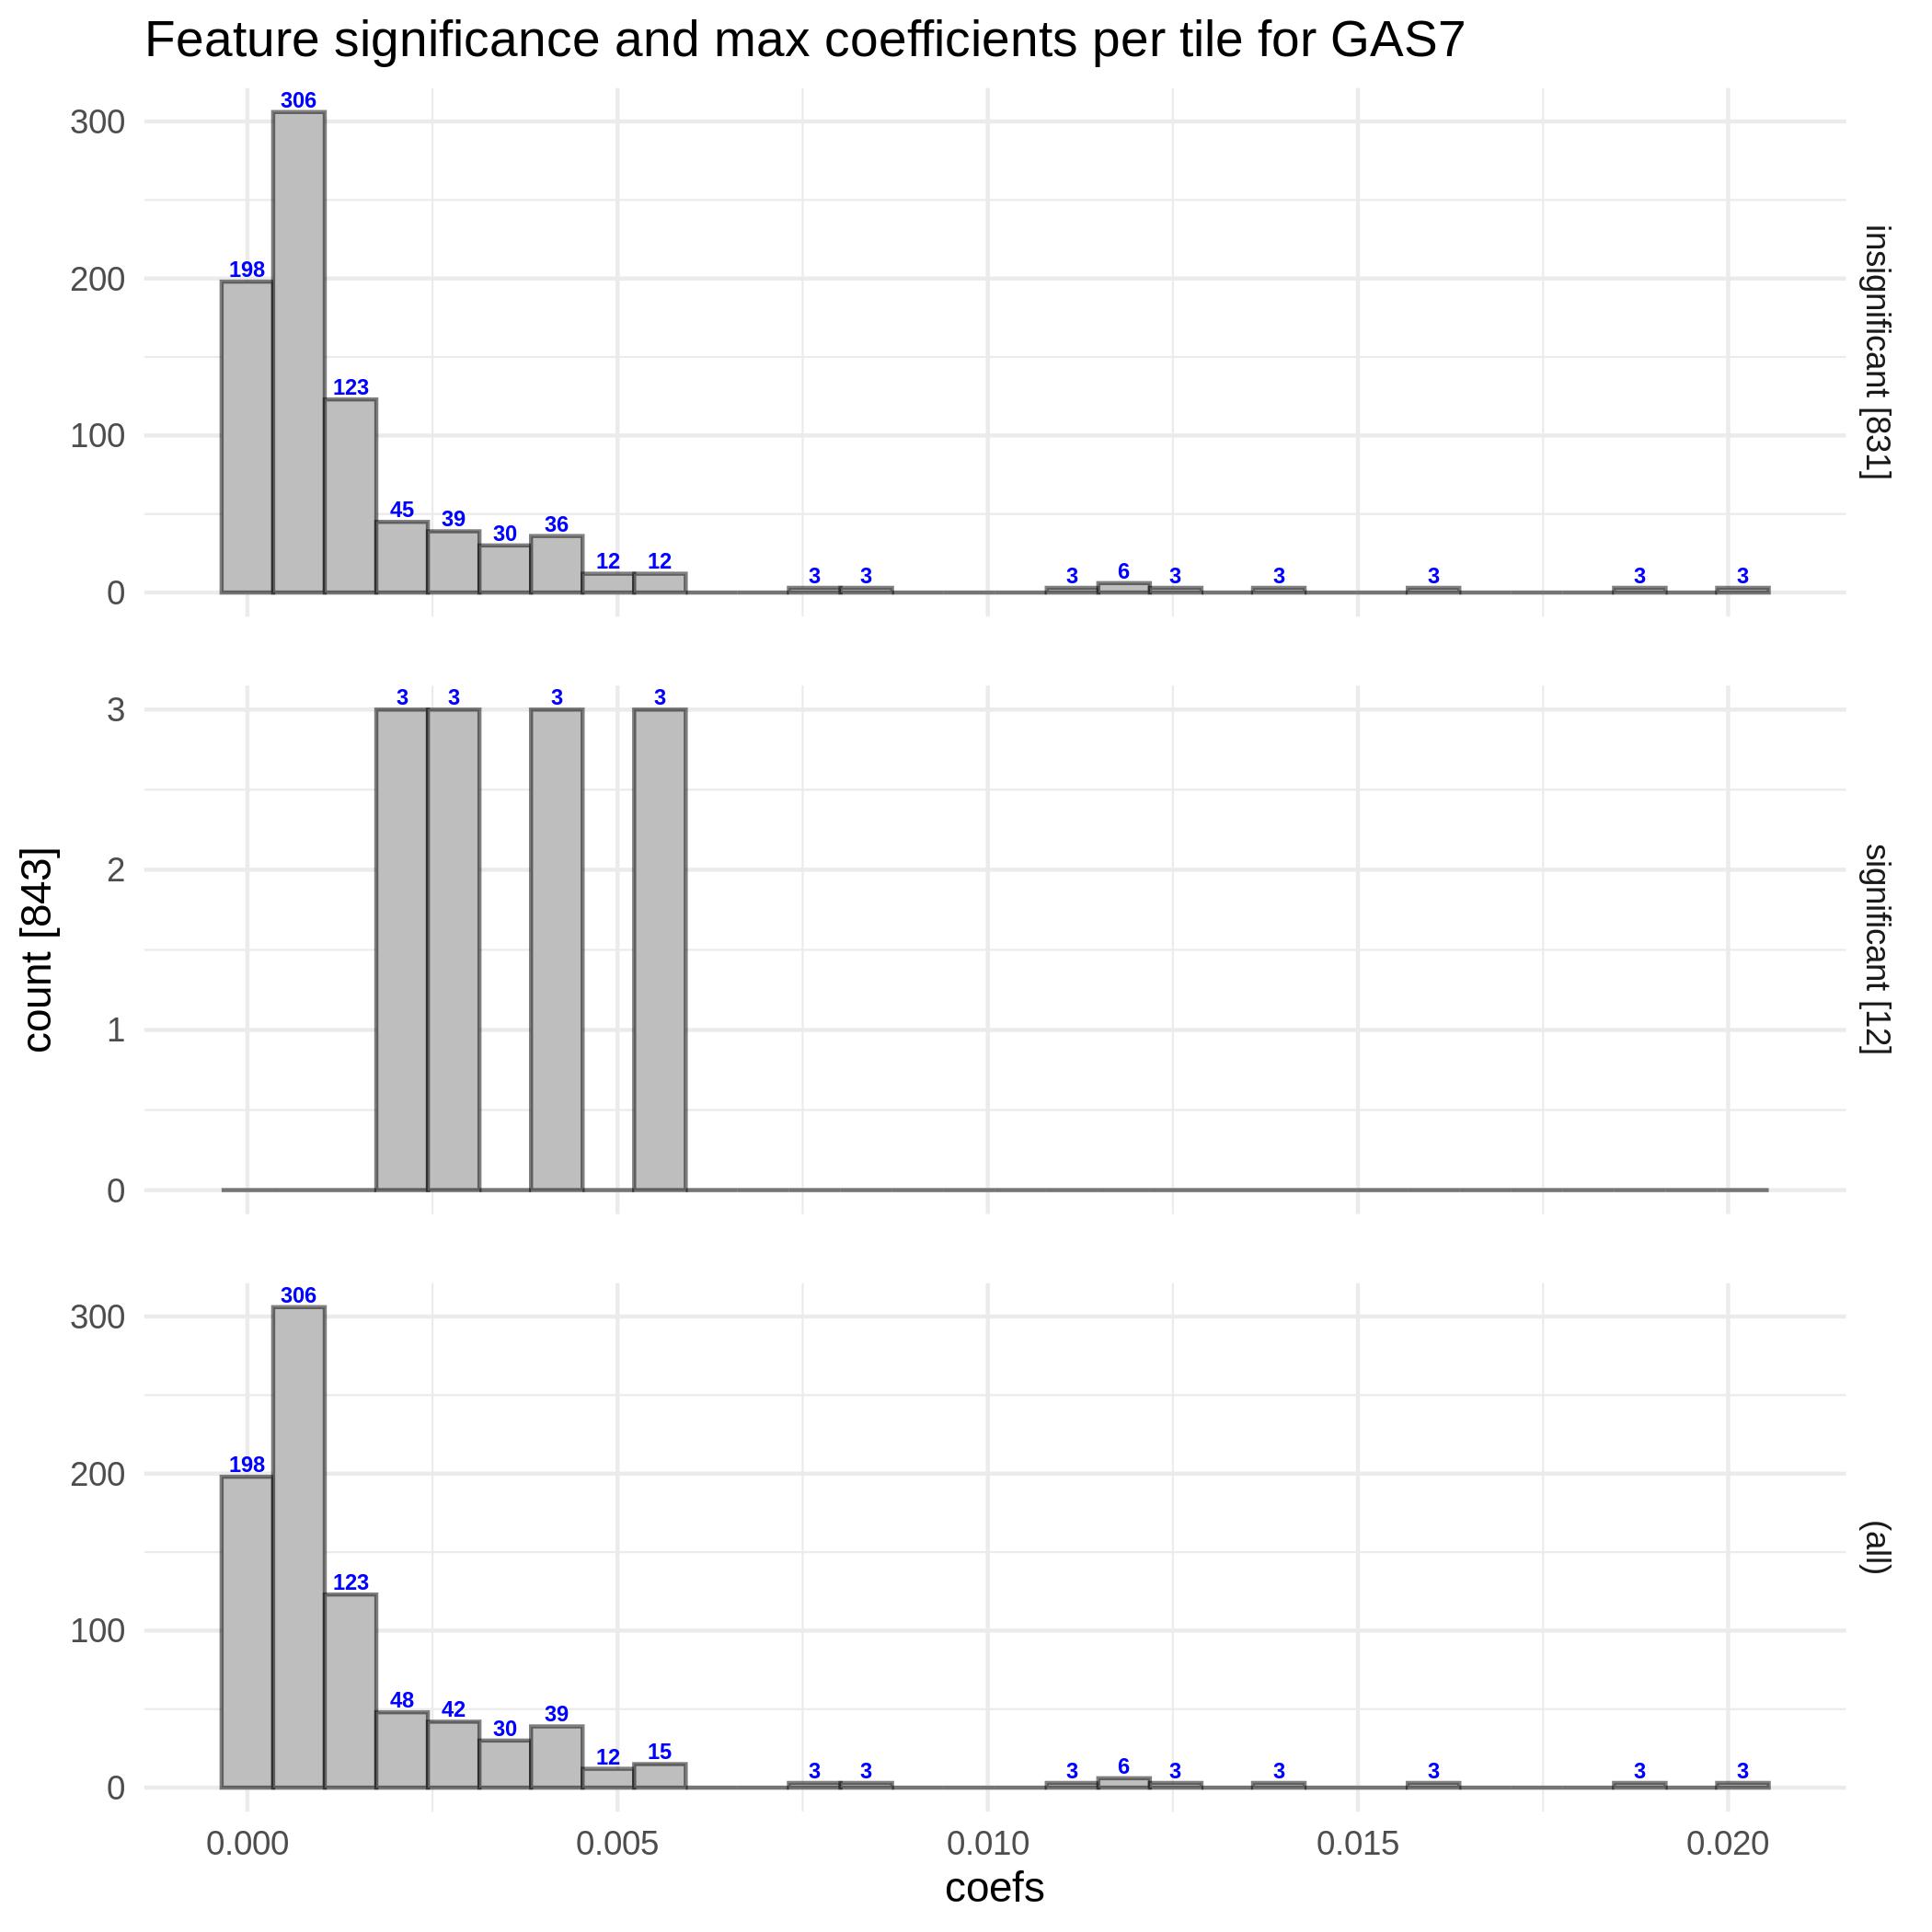 Feature significance and max coefficients per tile for GAS7
306
300
198
200
123
100
45 39 30 36 12 12 3 3 3 6 3 3 3 3 3
0
insignificant [831]
3 3 3 3
3
2
1
0
significant [12]
count [843]
306
300
198
200
123
100
48 42 30 39 12 15 3 3 3 6 3 3 3 3 3
0
(all)
0.000 0.005 0.010 0.015 0.020
coefs